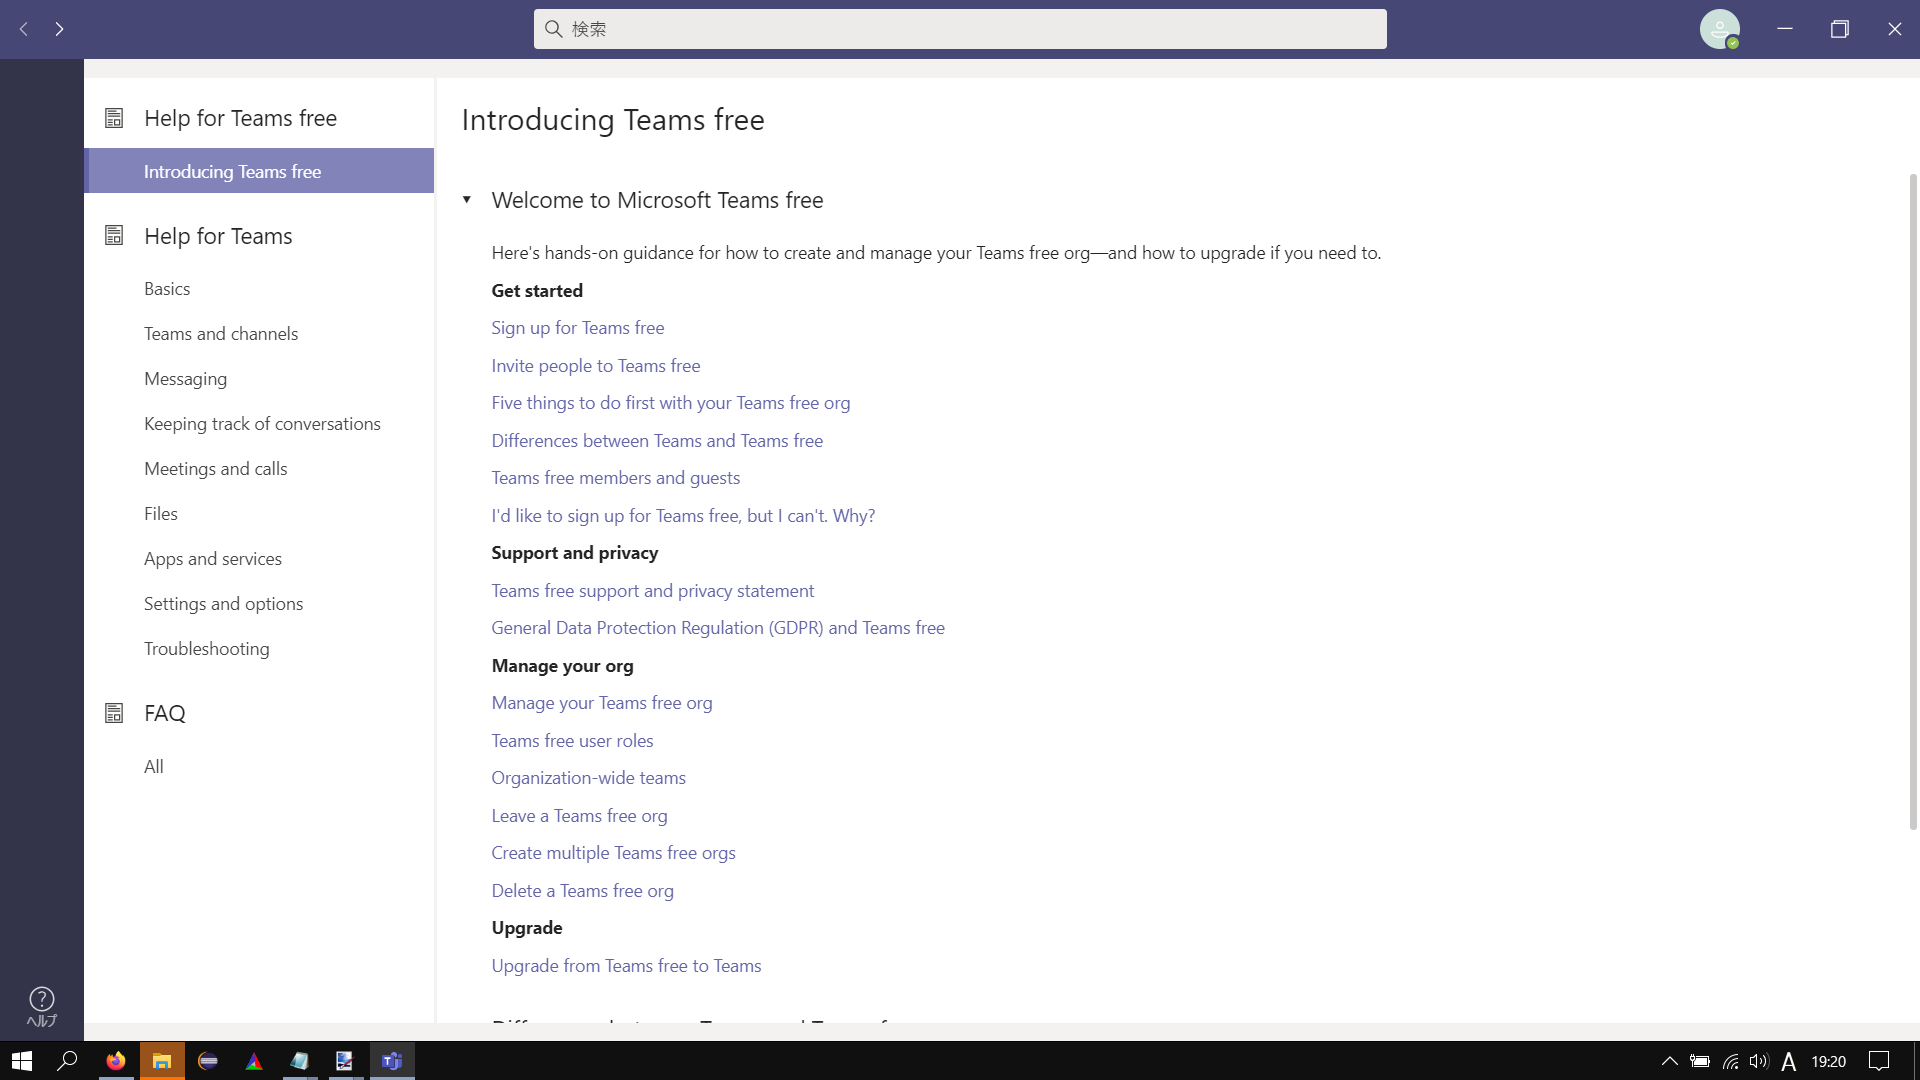 検索
Help for Teams free
Introducing Teams free
Help for Teams
Basics
Teams and channels
Messaging
Keeping track of conversations
Meetings and calls
Files
Apps and services
Settings and options
Troubleshooting
FAQ
All
ヘルプ
Introducing Teams free
Welcome to Microsoft Teams free
Here's hands-on guidance for how to create and manage your Teams free org—and how to upgrade if you need to.
Get started
Sign up for Teams free
Invite people to Teams free
Five things to do first with your Teams free org
Differences between Teams and Teams free
Teams free members and guests
I'd like to sign up for Teams free, but I can't. Why?
Support and privacy
Teams free support and privacy statement
General Data Protection Regulation (GDPR) and Teams free
Manage your org
Manage your Teams free org
Teams free user roles
Organization-wide teams
Leave a Teams free org
Create multiple Teams free orgs
Delete a Teams free org
Upgrade
Upgrade from Teams free to Teams
A 19:20